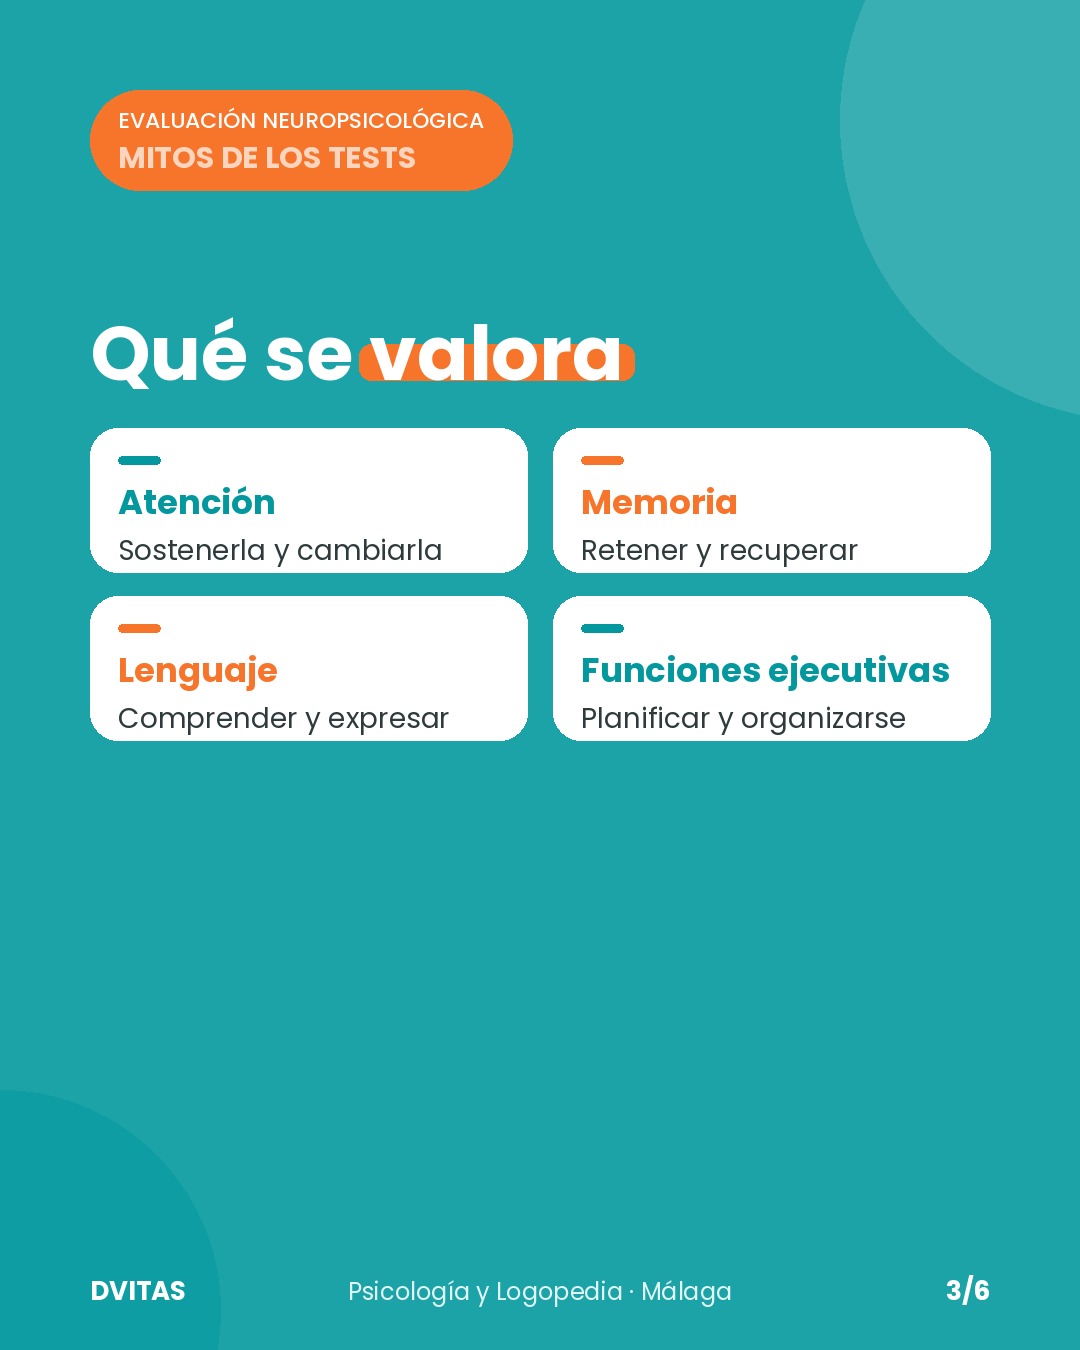 EVALUACIÓN NEUROPSICOLÓGICA
MITOS DE LOS TESTS
Qué se valora
Atención
Sostenerla y cambiarla
Memoria
Retener y recuperar
Lenguaje
Comprender y expresar
Funciones ejecutivas
Planificar y organizarse
DVITAS
Psicología y Logopedia · Málaga
3/6